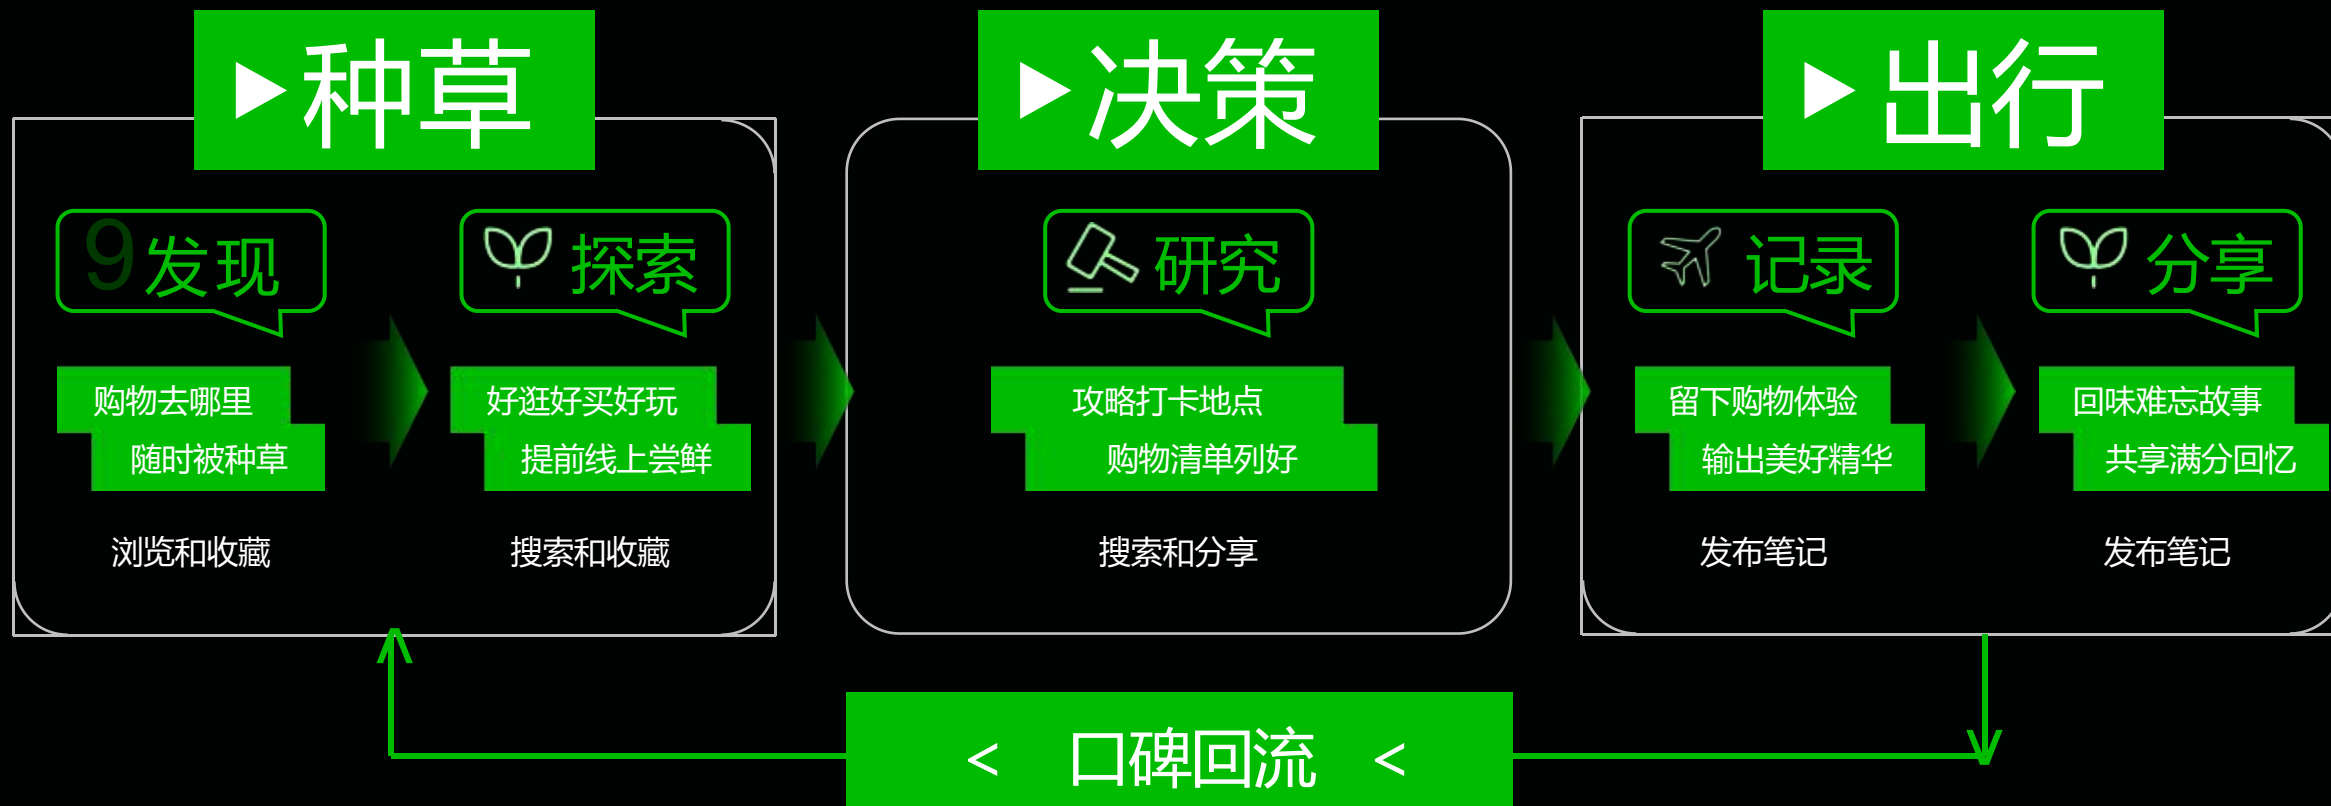 ▶种草
9发现
探索
购物去哪里
随时被种草
好逛好买好玩
提前线上尝鲜
浏览和收藏
搜索和收藏
▶决策
研究
攻略打卡地点
购物清单列好
搜索和分享
▶出行
记录
分享
留下购物体验
输出美好精华
回味难忘故事
共享满分回忆
发布笔记
发布笔记
< 口碑回流 <